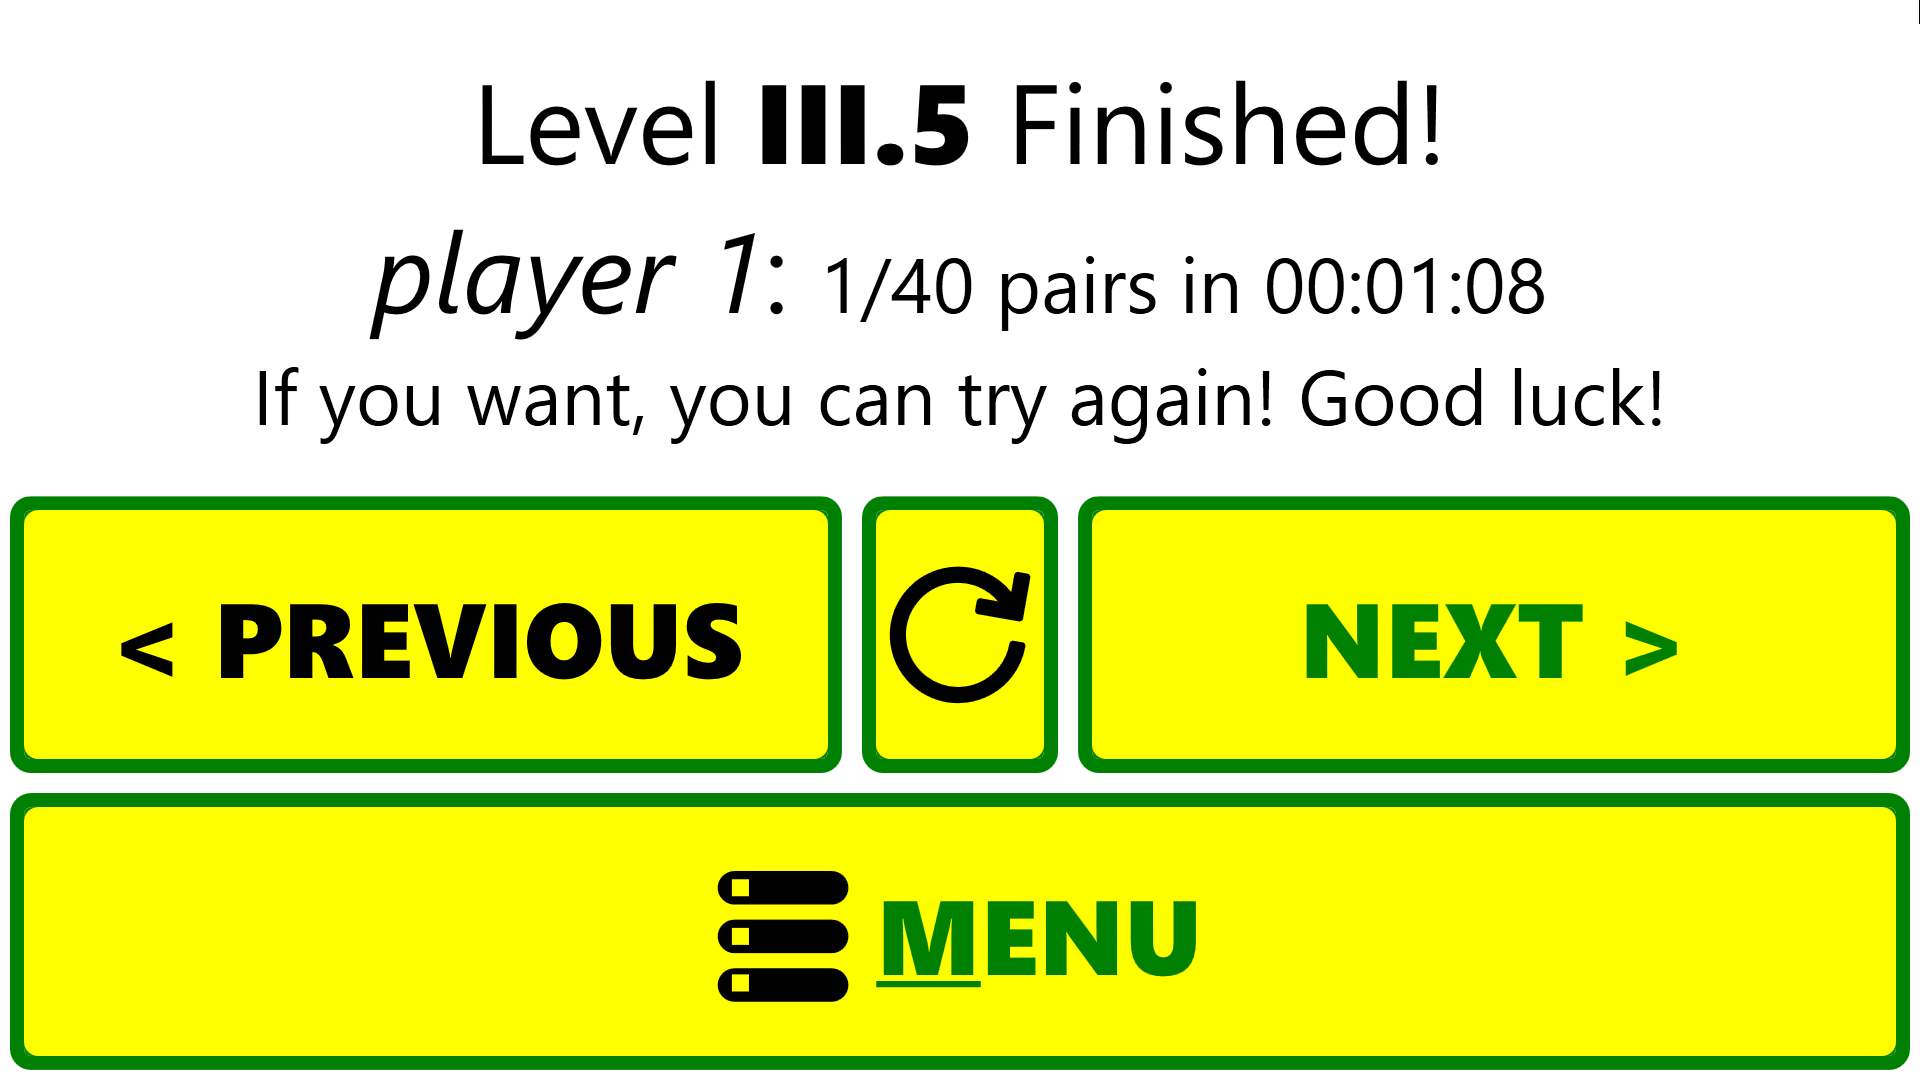 Level III.5 Finished!
player 1: 1/40 pairs in 00:01:08
If you want, you can try again! Good luck!
< PREVIOUS
NEXT >
MENU